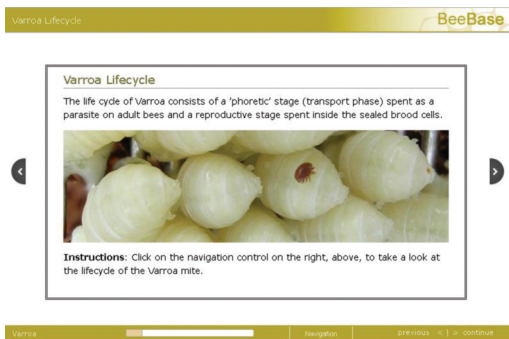 Varroa Lifecycle
BeeBase
Varroa Lifecycle
The life cycle of Varroa consists of a 'phoretic' stage (transport phase) spent as a
parasite on adult bees and a reproductive stage spent inside the sealed brood cells.
Instructions: Click on the navigation control on the right, above, to take a look at
the lifecycle of the Varroa mite.
Varroa
Navigation
previous < | > continue